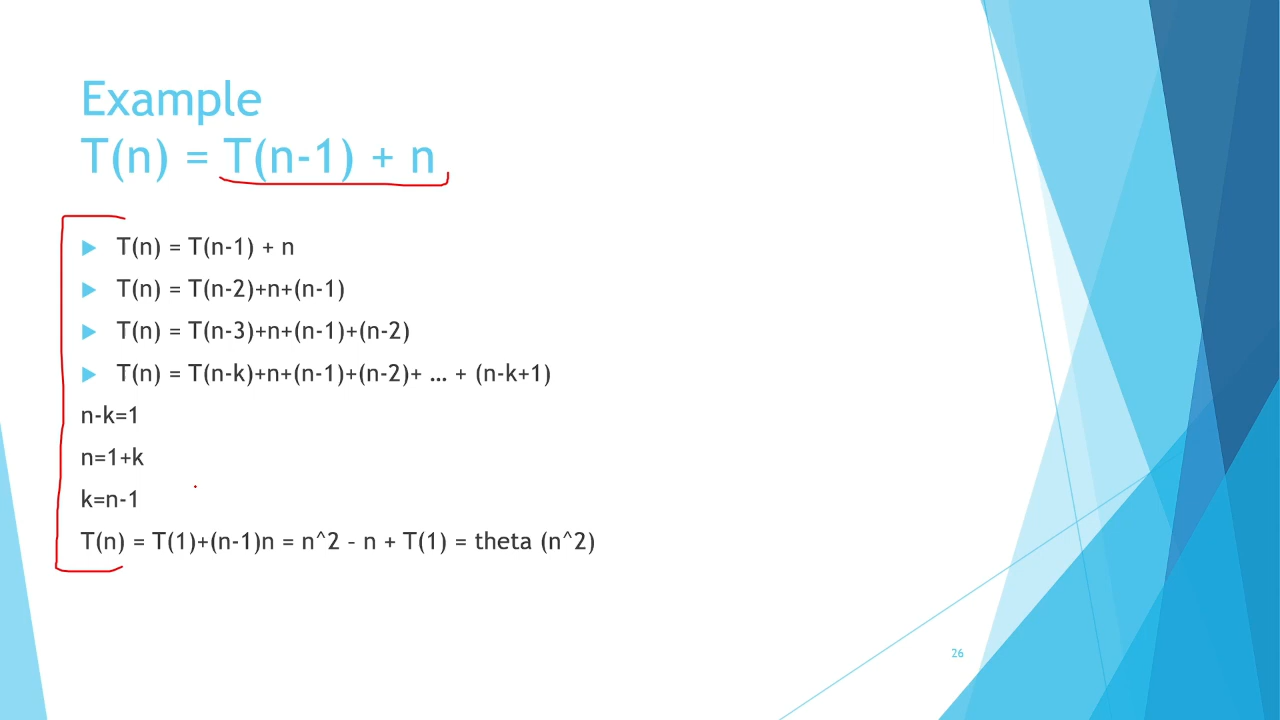 Example
T(n) = T(n-1) + n
T(n) = T(n-1) + n
T(n) = T(n-2)+n+(n-1)
T(n) = T(n-3)+n+(n-1)+(n-2)
T(n) = T(n-k)+n+(n-1)+(n-2)+ … + (n-k+1)
n-k=1
n=1+k
k=n-1
T(n) = T(1)+(n-1)n = n^2 – n + T(1) = theta (n^2)
26